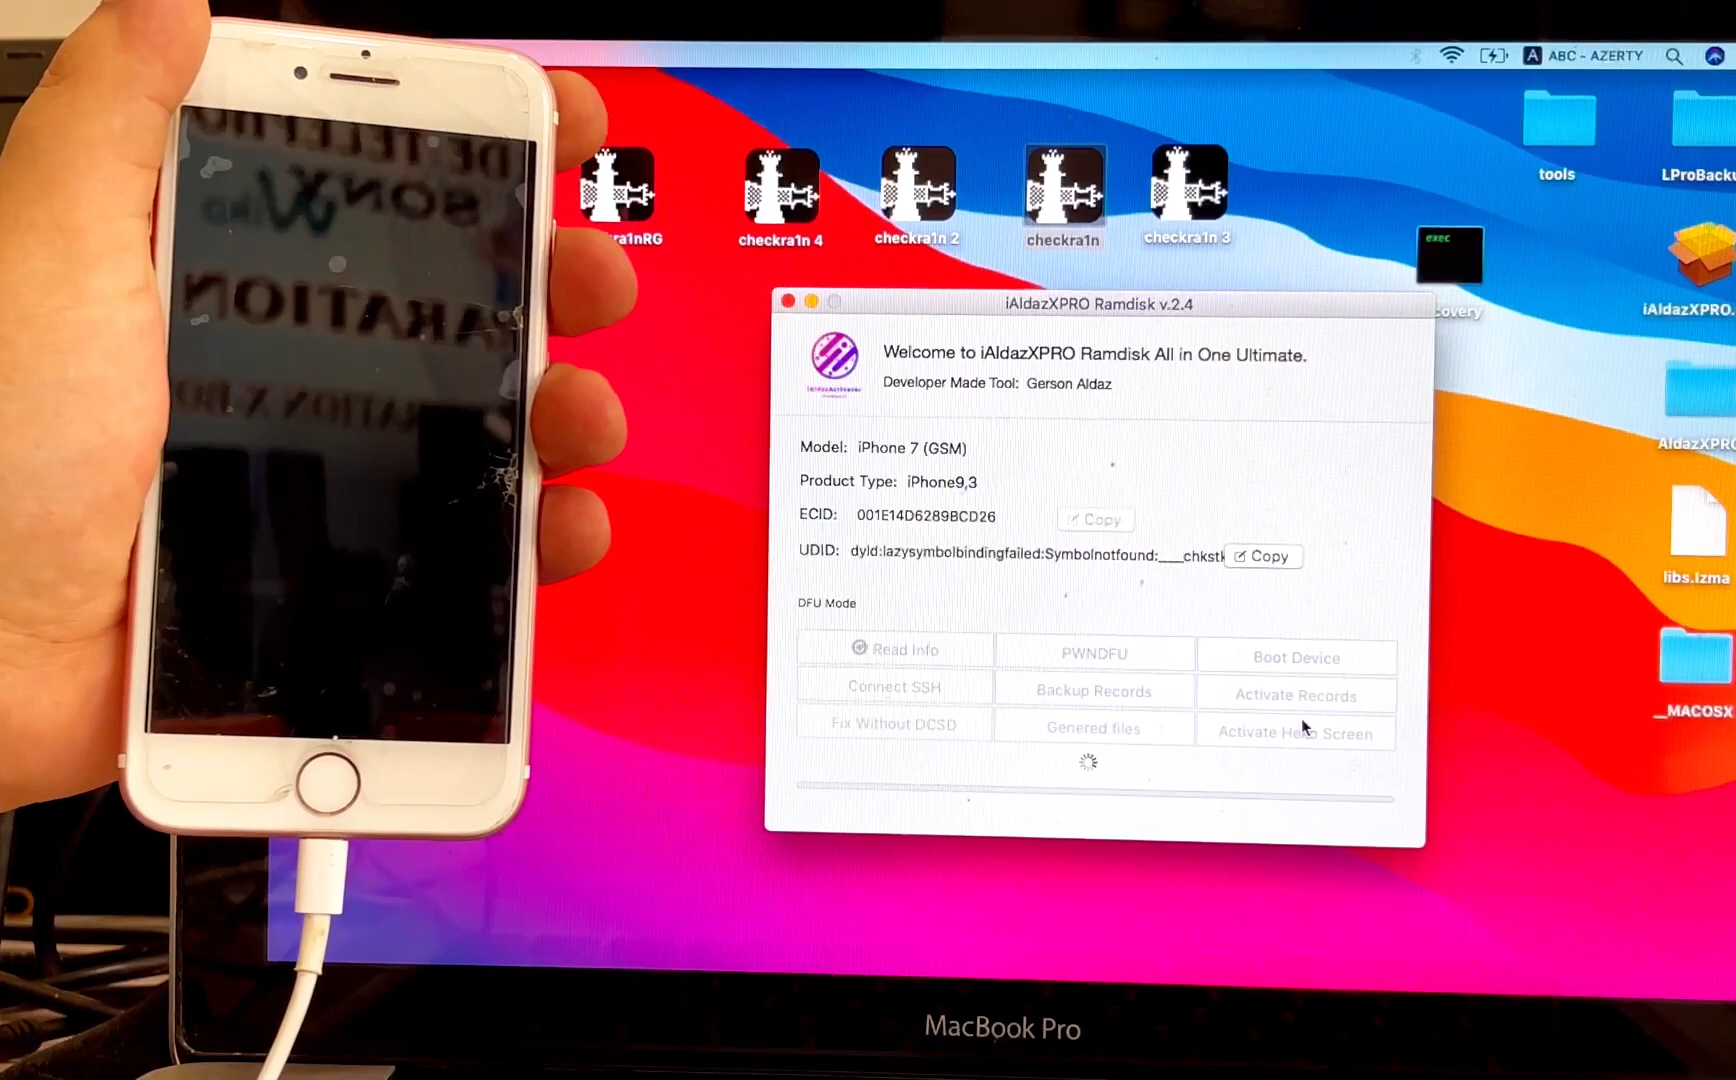 ABC - AZERTY
tools
LProBacku
ra1nRG
checkra1n 4
checkra1n 2
checkra1n
checkra1n 3
exec
covery
iAldazXPRO.
iAldazXPRO Ramdisk v.2.4
Welcome to iAldazXPRO Ramdisk All in One Ultimate.
Developer Made Tool: Gerson Aldaz
AldazXPRO
Model: iPhone 7 (GSM)
Product Type: iPhone9,3
ECID: 001E14D6289BCD26 Copy
UDID: dyld:lazysymbolbindingfailed:Symbolnotfound:___chkstk Copy
libs.lzma
DFU Mode
Read Info PWNDFU Boot Device
Connect SSH Backup Records Activate Records
Fix Without DCSD Genered files Activate Hello Screen
__MACOSX
MacBook Pro